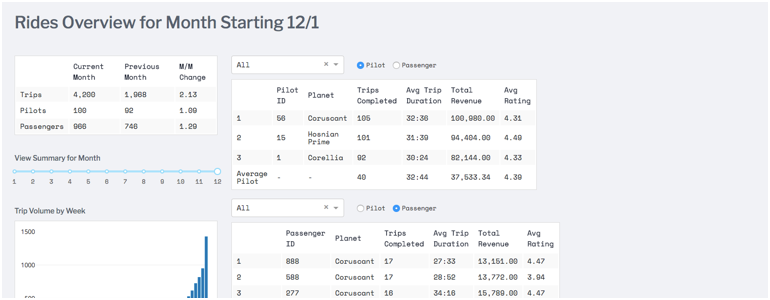 Rides Overview for Month Starting 12/1
Current Month Previous Month M/M Change
Trips 4,200 1,968 2.13
Pilots 100 92 1.09
Passengers 966 746 1.29
View Summary for Month
1 2 3 4 5 6 7 8 9 10 11 12
Trip Volume by Week
1500
1000
500
All
Pilot Passenger
Pilot ID Planet Trips Completed Avg Trip Duration Total Revenue Avg Rating
1 56 Coruscant 105 32:36 100,980.00 4.31
2 15 Hosnian Prime 101 31:39 94,404.00 4.49
3 1 Corellia 92 30:24 82,144.00 4.33
Average Pilot - - 40 32:44 37,533.34 4.39
All
Pilot Passenger
Passenger ID Planet Trips Completed Avg Trip Duration Total Revenue Avg Rating
1 888 Coruscant 17 27:33 13,151.00 4.47
2 588 Coruscant 17 28:52 13,772.00 3.94
3 277 Coruscant 16 34:16 15,789.00 4.47